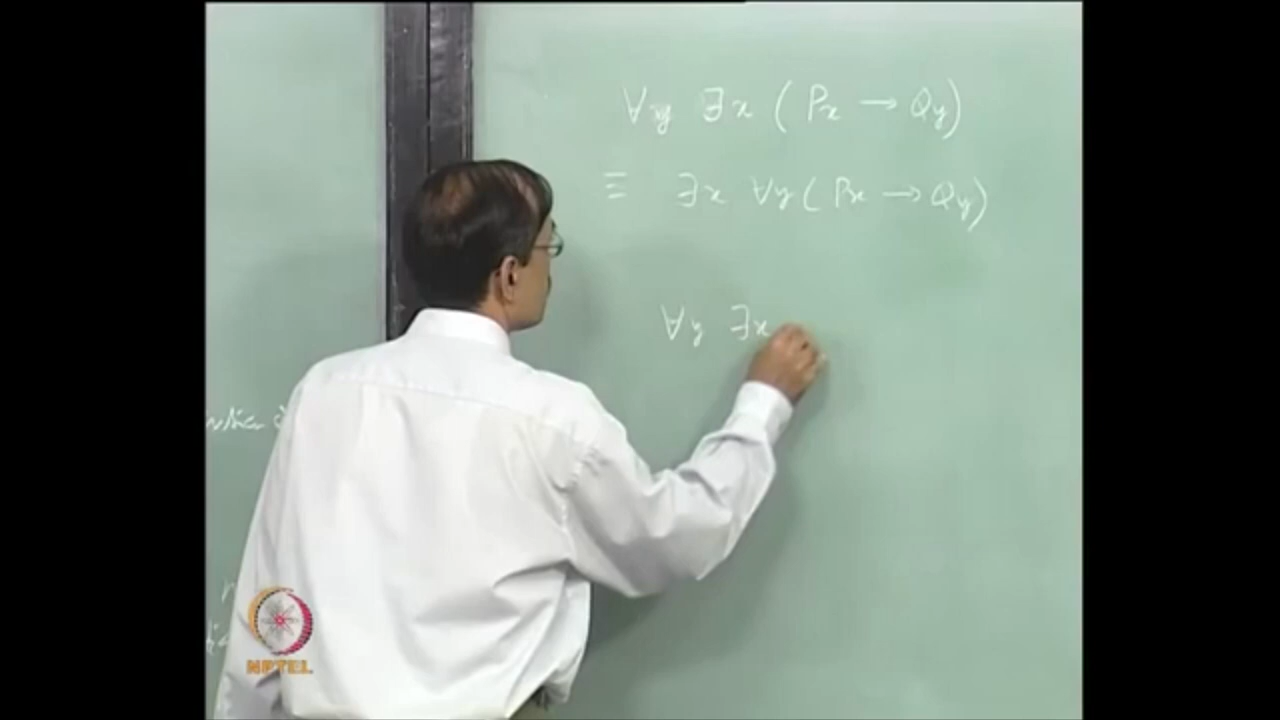 ∀y ∃x ( Px → Qy )
≡ ∃x ∀y ( Px → Qy )
∀y ∃x
NPTEL